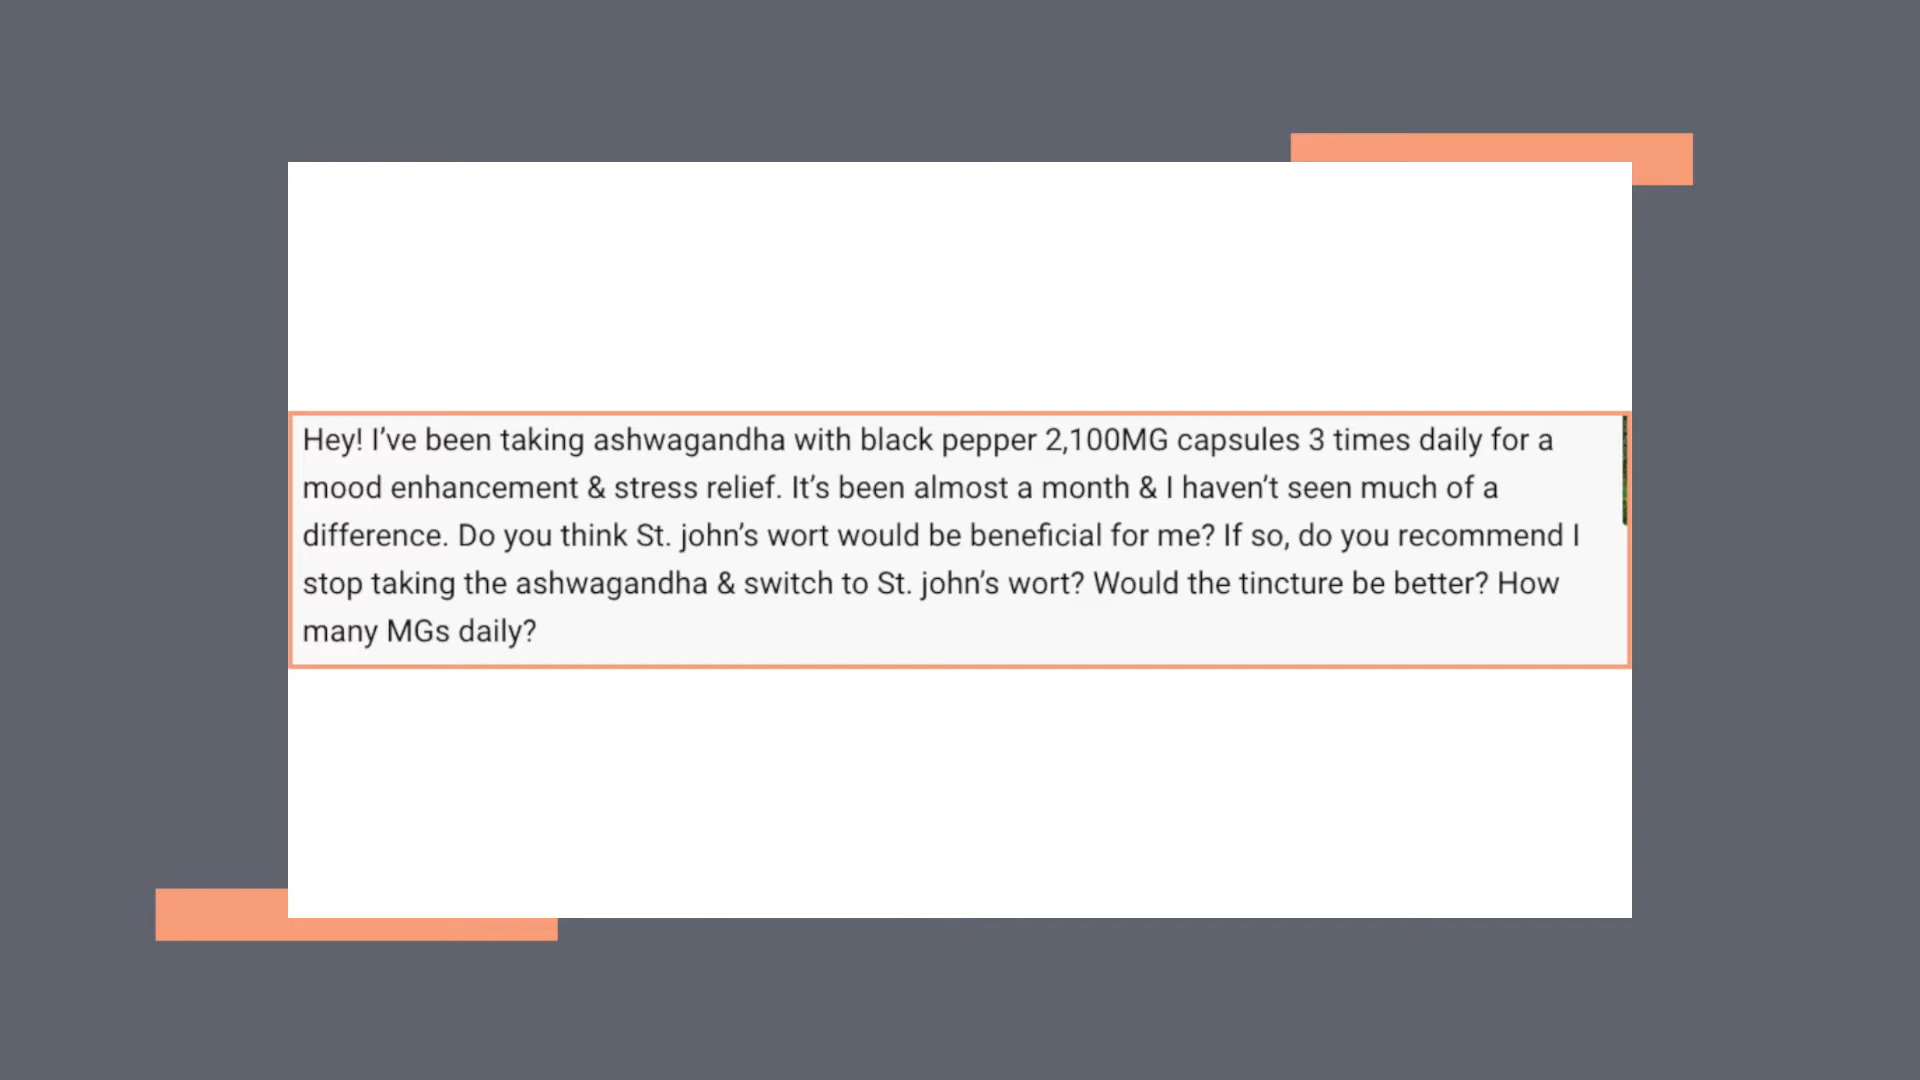 Hey! I’ve been taking ashwagandha with black pepper 2,100MG capsules 3 times daily for a
mood enhancement & stress relief. It’s been almost a month & I haven’t seen much of a
difference. Do you think St. john’s wort would be beneficial for me? If so, do you recommend I
stop taking the ashwagandha & switch to St. john’s wort? Would the tincture be better? How
many MGs daily?